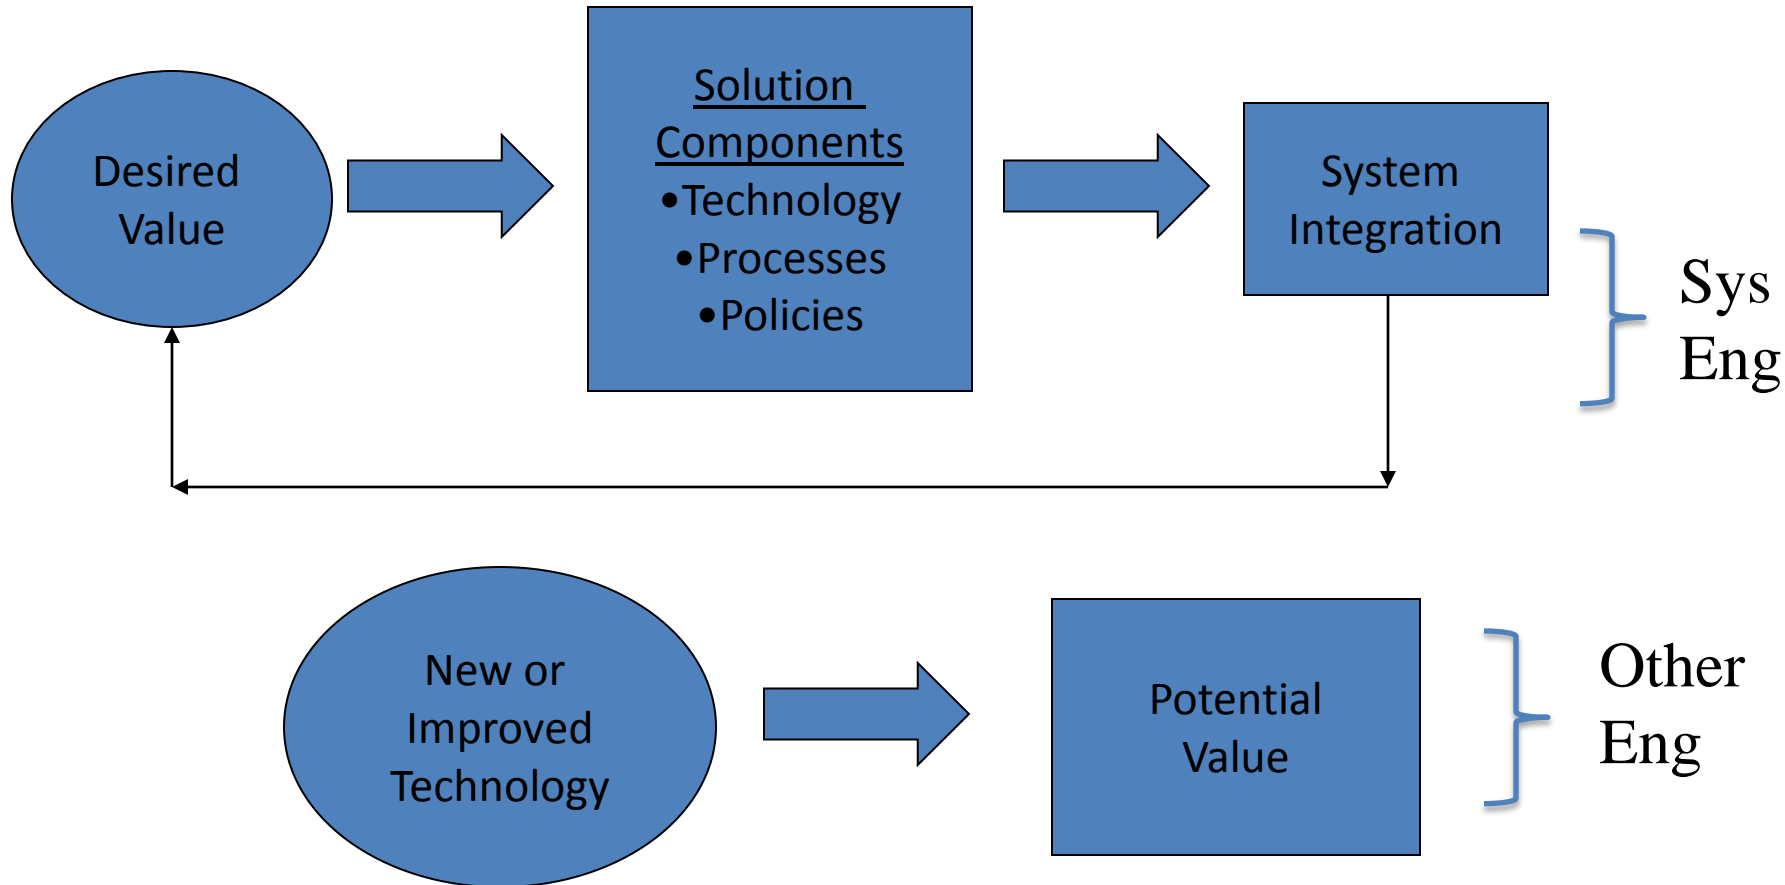 Desired
Value
Solution
Components
•Technology
•Processes
•Policies
System
Integration
Sys
Eng
New or
Improved
Technology
Potential
Value
Other
Eng